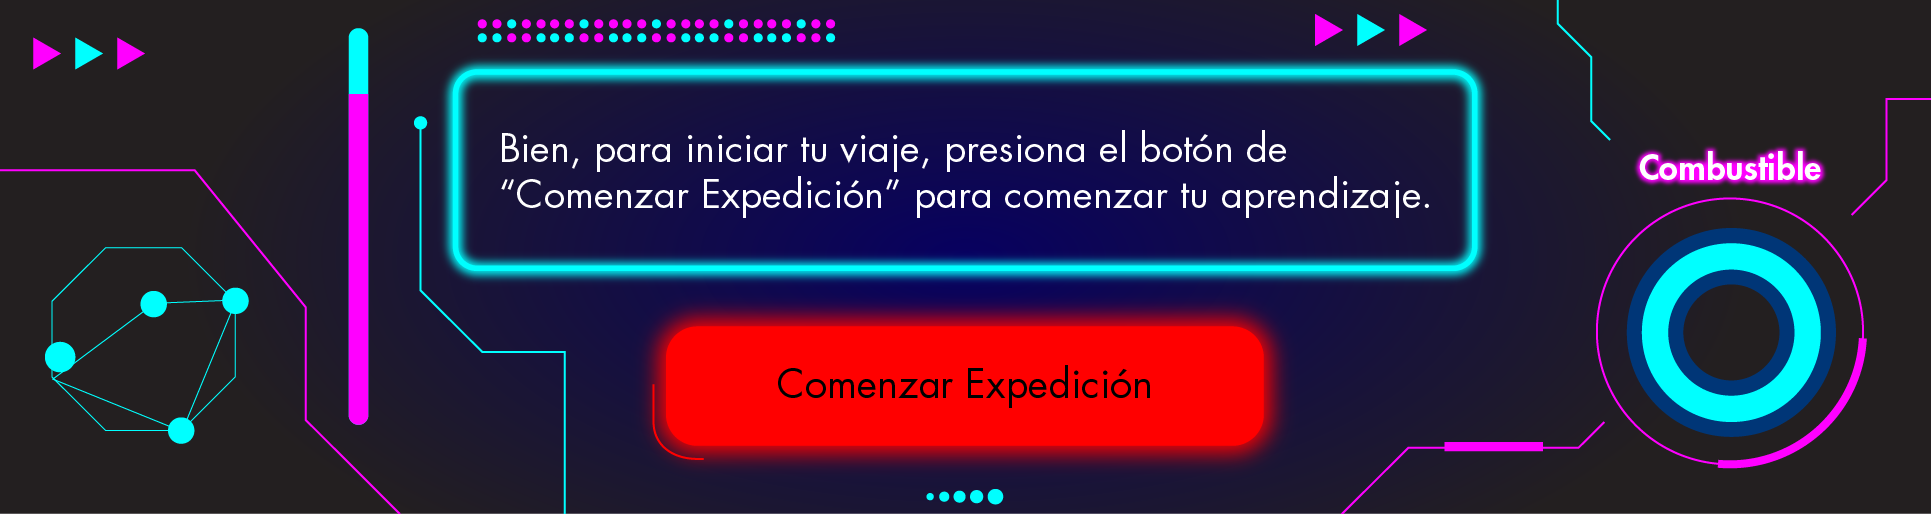 Bien, para iniciar tu viaje, presiona el botón de
“Comenzar Expedición” para comenzar tu aprendizaje.
Combustible
Comenzar Expedición